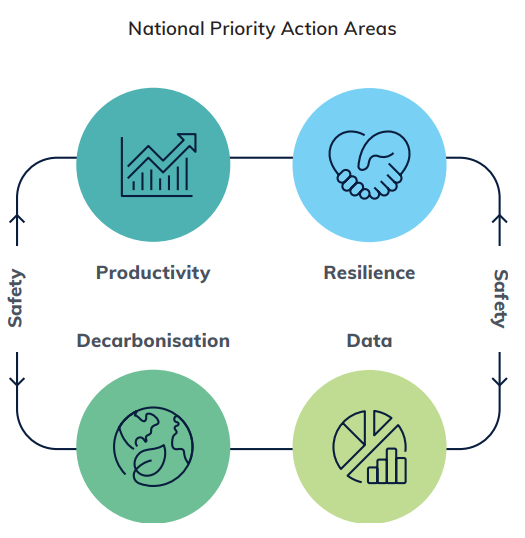 National Priority Action Areas
Productivity
Resilience
Safety
Safety
Decarbonisation
Data